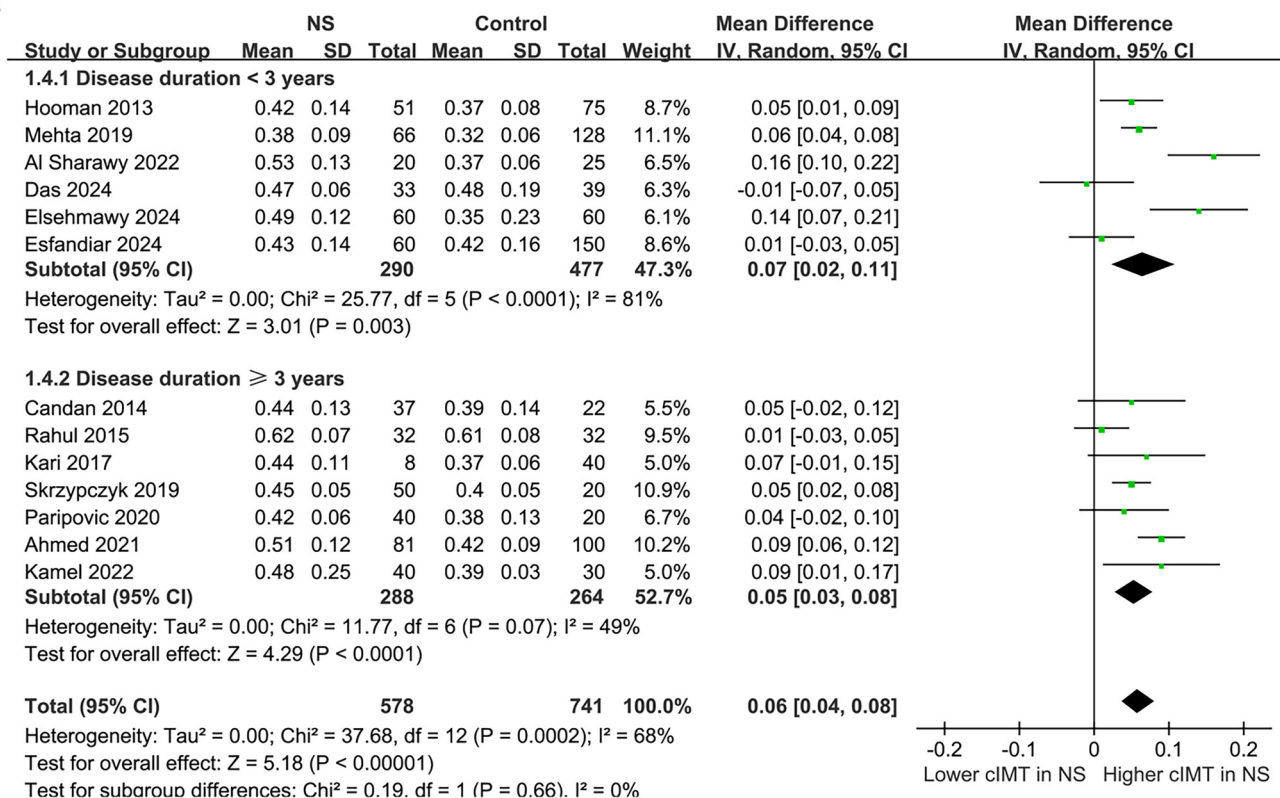 NS Control Mean Difference Mean Difference
Study or Subgroup Mean SD Total Mean SD Total Weight IV, Random, 95% CI IV, Random, 95% CI
1.4.1 Disease duration < 3 years
Hooman 2013 0.42 0.14 51 0.37 0.08 75 8.7% 0.05 [0.01, 0.09]
Mehta 2019 0.38 0.09 66 0.32 0.06 128 11.1% 0.06 [0.04, 0.08]
Al Sharawy 2022 0.53 0.13 20 0.37 0.06 25 6.5% 0.16 [0.10, 0.22]
Das 2024 0.47 0.06 33 0.48 0.19 39 6.3% -0.01 [-0.07, 0.05]
Elsehmawy 2024 0.49 0.12 60 0.35 0.23 60 6.1% 0.14 [0.07, 0.21]
Esfandiar 2024 0.43 0.14 60 0.42 0.16 150 8.6% 0.01 [-0.03, 0.05]
Subtotal (95% CI) 290 477 47.3% 0.07 [0.02, 0.11]
Heterogeneity: Tau² = 0.00; Chi² = 25.77, df = 5 (P < 0.0001); I² = 81%
Test for overall effect: Z = 3.01 (P = 0.003)
1.4.2 Disease duration ⩾ 3 years
Candan 2014 0.44 0.13 37 0.39 0.14 22 5.5% 0.05 [-0.02, 0.12]
Rahul 2015 0.62 0.07 32 0.61 0.08 32 9.5% 0.01 [-0.03, 0.05]
Kari 2017 0.44 0.11 8 0.37 0.06 40 5.0% 0.07 [-0.01, 0.15]
Skrzypczyk 2019 0.45 0.05 50 0.4 0.05 20 10.9% 0.05 [0.02, 0.08]
Paripovic 2020 0.42 0.06 40 0.38 0.13 20 6.7% 0.04 [-0.02, 0.10]
Ahmed 2021 0.51 0.12 81 0.42 0.09 100 10.2% 0.09 [0.06, 0.12]
Kamel 2022 0.48 0.25 40 0.39 0.03 30 5.0% 0.09 [0.01, 0.17]
Subtotal (95% CI) 288 264 52.7% 0.05 [0.03, 0.08]
Heterogeneity: Tau² = 0.00; Chi² = 11.77, df = 6 (P = 0.07); I² = 49%
Test for overall effect: Z = 4.29 (P < 0.0001)
Total (95% CI) 578 741 100.0% 0.06 [0.04, 0.08]
Heterogeneity: Tau² = 0.00; Chi² = 37.68, df = 12 (P = 0.0002); I² = 68%
-0.2 -0.1 0 0.1 0.2
Test for overall effect: Z = 5.18 (P < 0.00001)
Lower cIMT in NS Higher cIMT in NS
Test for subgroup differences: Chi² = 0.19, df = 1 (P = 0.66), I² = 0%